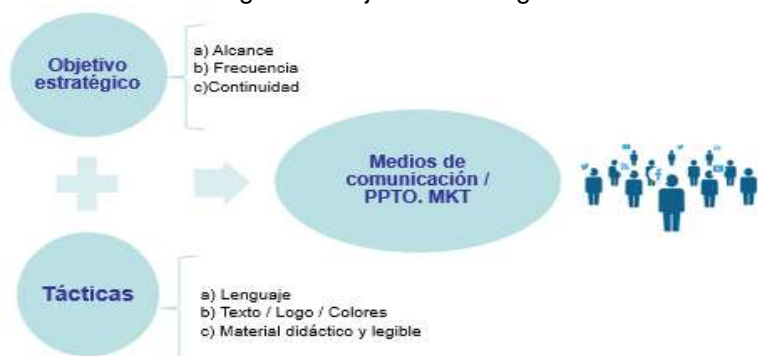 Objetivo
estratégico
a) Alcance
b) Frecuencia
c)Continuidad
Medios de
comunicación /
PPTO. MKT
Tácticas
a) Lenguaje
b) Texto / Logo / Colores
c) Material didáctico y legible